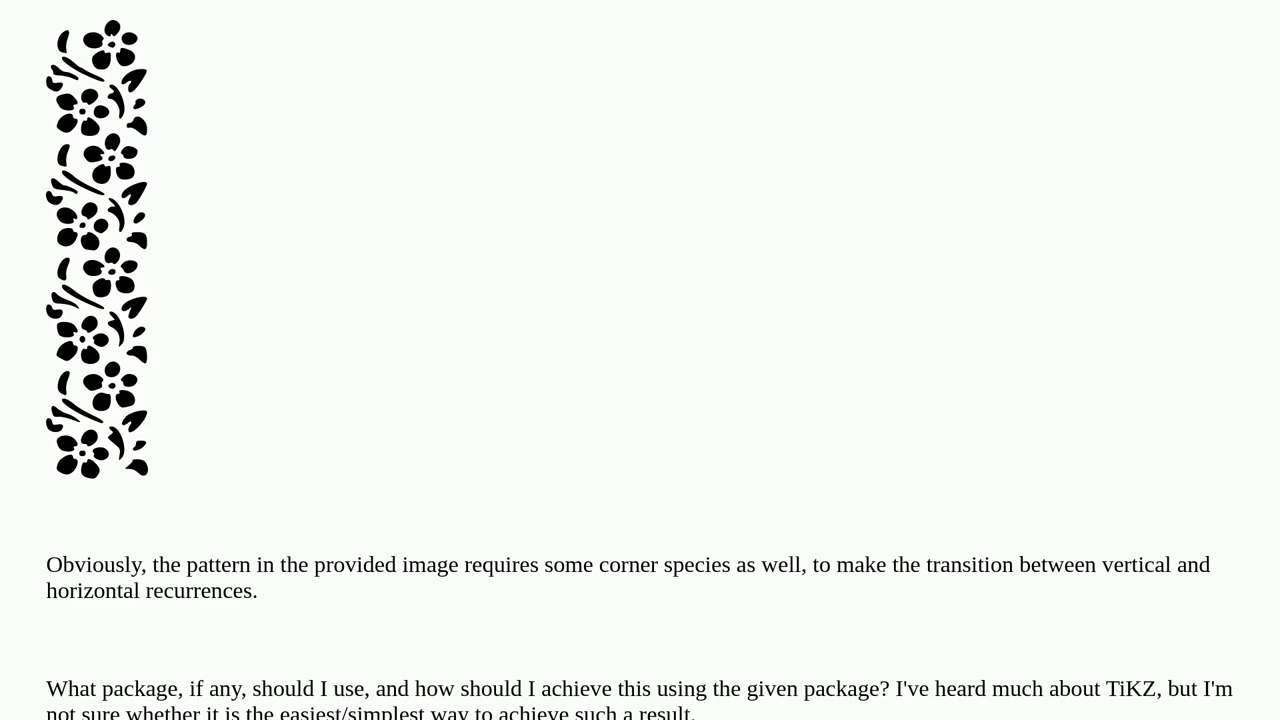 Obviously, the pattern in the provided image requires some corner species as well, to make the transition between vertical and
horizontal recurrences.
What package, if any, should I use, and how should I achieve this using the given package? I've heard much about TiKZ, but I'm
not sure whether it is the easiest/simplest way to achieve such a result.